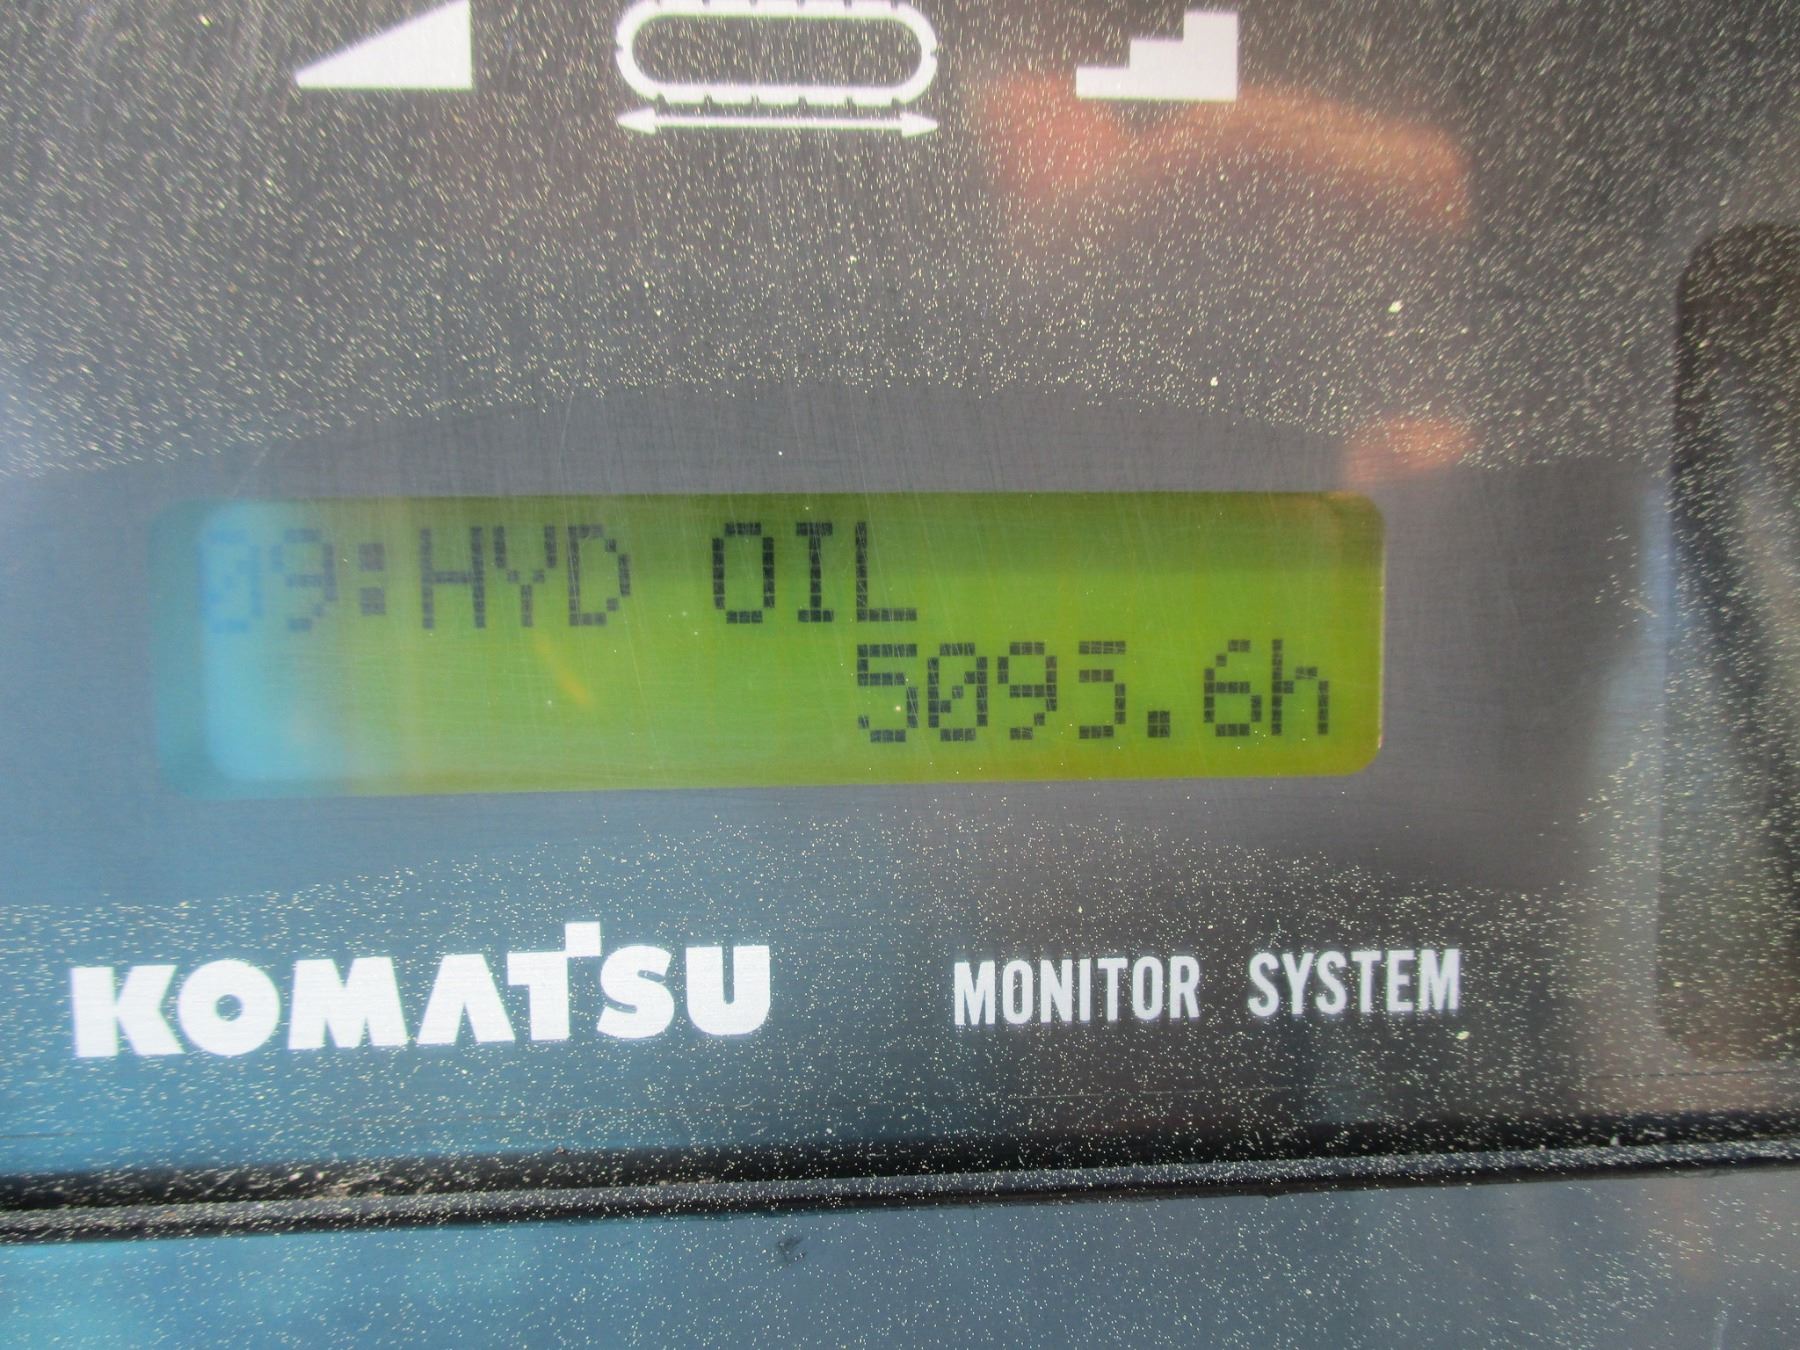 09:HYD OIL
5095.6h
KOMATSU MONITOR SYSTEM